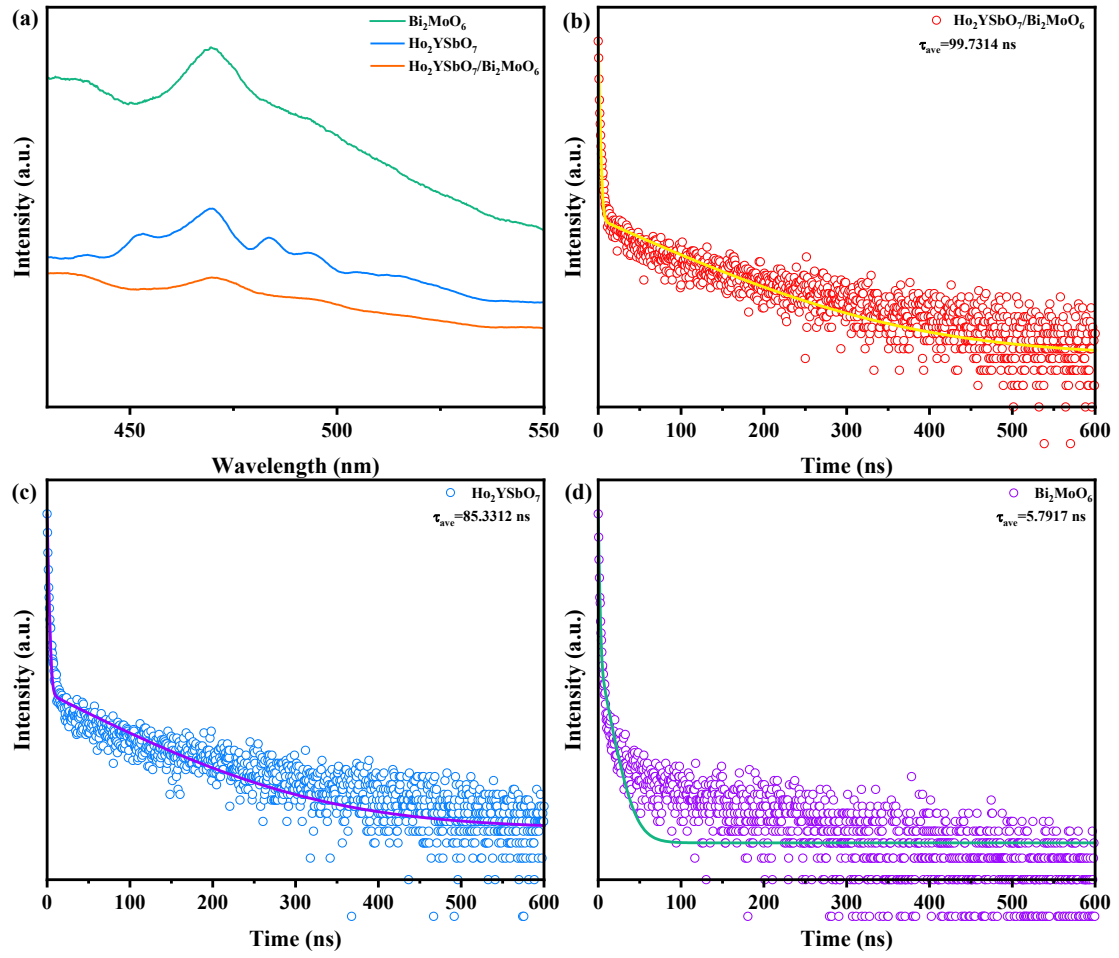 (a)
Bi₂MoO₆
Ho₂YSbO₇
Ho₂YSbO₇/Bi₂MoO₆
Intensity (a.u.)
450
500
550
Wavelength (nm)
(b)
Ho₂YSbO₇/Bi₂MoO₆
τave=99.7314 ns
Intensity (a.u.)
0
100
200
300
400
500
600
Time (ns)
(c)
Ho₂YSbO₇
τave=85.3312 ns
Intensity (a.u.)
0
100
200
300
400
500
600
Time (ns)
(d)
Bi₂MoO₆
τave=5.7917 ns
Intensity (a.u.)
0
100
200
300
400
500
600
Time (ns)